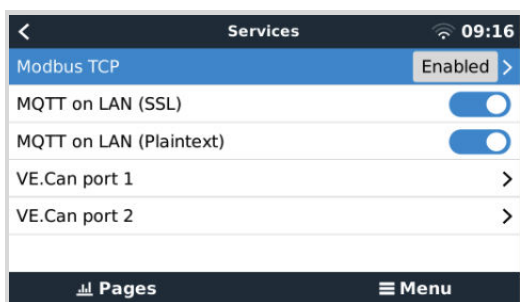 Services 09:16
Modbus TCP Enabled
MQTT on LAN (SSL)
MQTT on LAN (Plaintext)
VE.Can port 1
VE.Can port 2
Pages Menu